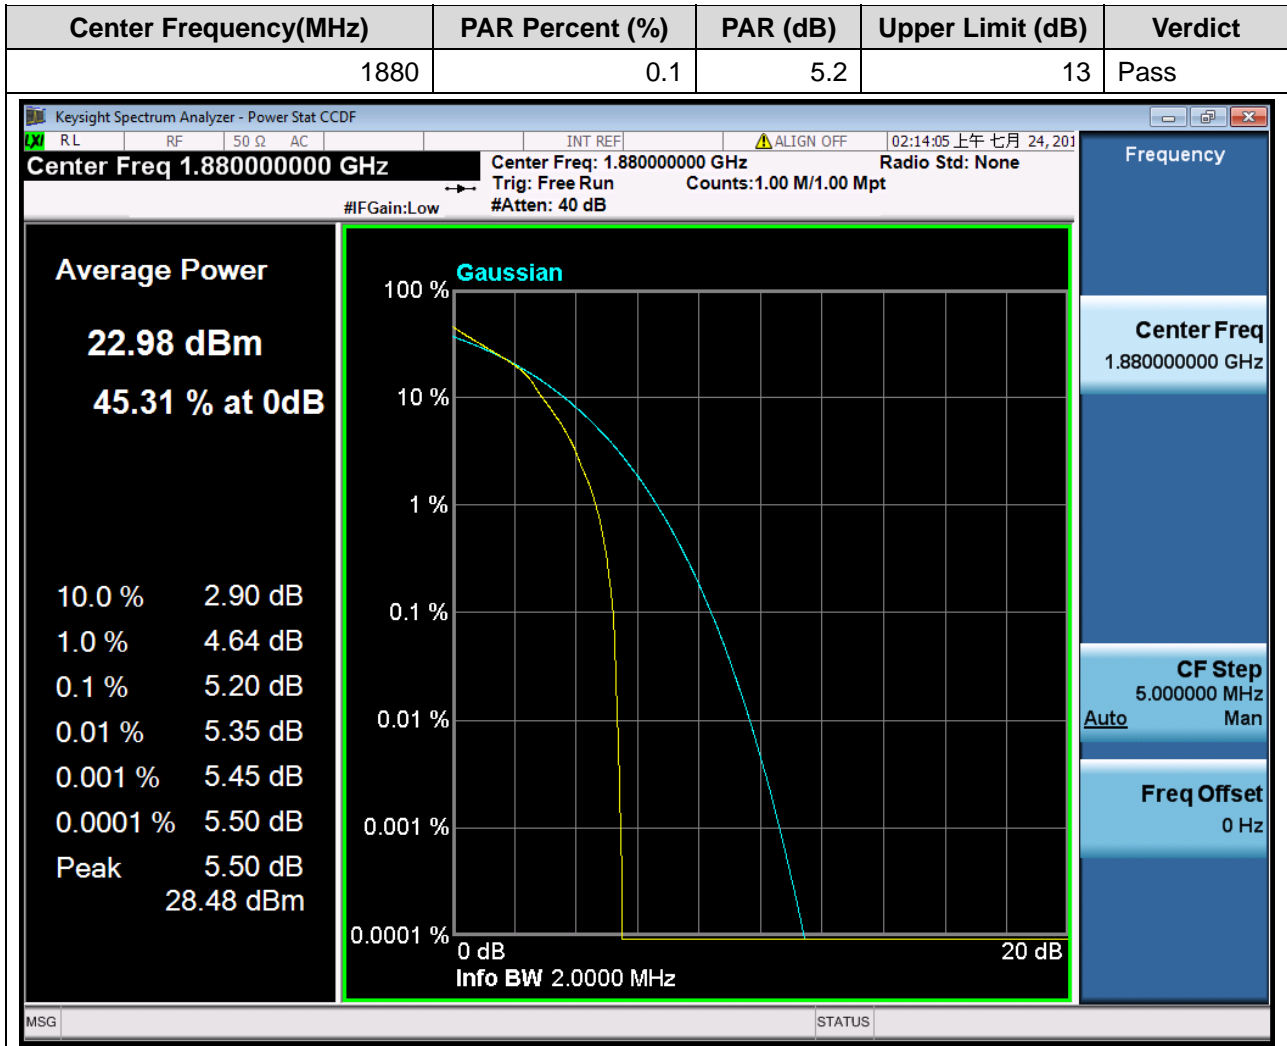 Center Frequency(MHz) PAR Percent (%) PAR (dB) Upper Limit (dB) Verdict
1880 0.1 5.2 13 Pass
Keysight Spectrum Analyzer - Power Stat CCDF
LXI RL RF 50 Ω AC INT REF ALIGN OFF 02:14:05 上午 七月 24, 201
Center Freq 1.880000000 GHz
Center Freq: 1.880000000 GHz Radio Std: None
Trig: Free Run Counts:1.00 M/1.00 Mpt
#IFGain:Low #Atten: 40 dB
Frequency
Average Power
22.98 dBm
45.31 % at 0dB
10.0 % 2.90 dB
1.0 % 4.64 dB
0.1 % 5.20 dB
0.01 % 5.35 dB
0.001 % 5.45 dB
0.0001 % 5.50 dB
Peak 5.50 dB
28.48 dBm
Gaussian
100 %
10 %
1 %
0.1 %
0.01 %
0.001 %
0.0001 %
0 dB 20 dB
Info BW 2.0000 MHz
Center Freq
1.880000000 GHz
CF Step
5.000000 MHz
Auto Man
Freq Offset
0 Hz
MSG STATUS